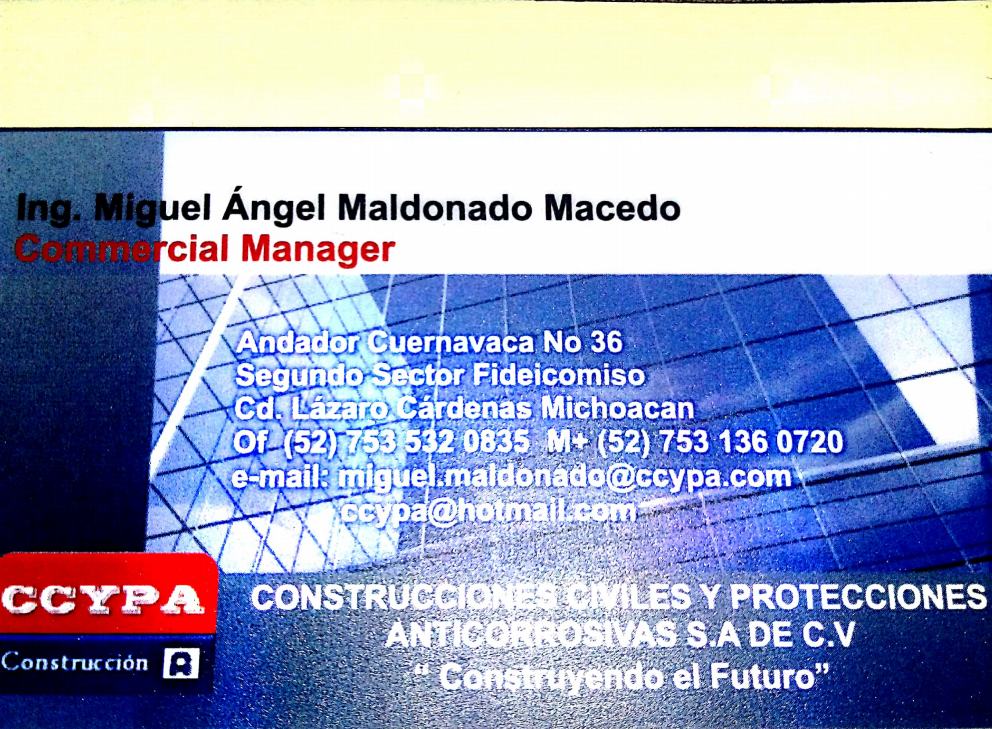 Ing. Miguel Ángel Maldonado Macedo
Commercial Manager
Andador Cuernavaca No 36
Segundo Sector Fideicomiso
Cd. Lázaro Cárdenas Michoacan
Of (52) 753 532 0835 M+ (52) 753 136 0720
e-mail: miguel.maldonado@ccypa.com
ccypa@hotmail.com
CCYPA
Construcción A
CONSTRUCCIONES CIVILES Y PROTECCIONES
ANTICORROSIVAS S.A DE C.V
“ Construyendo el Futuro”